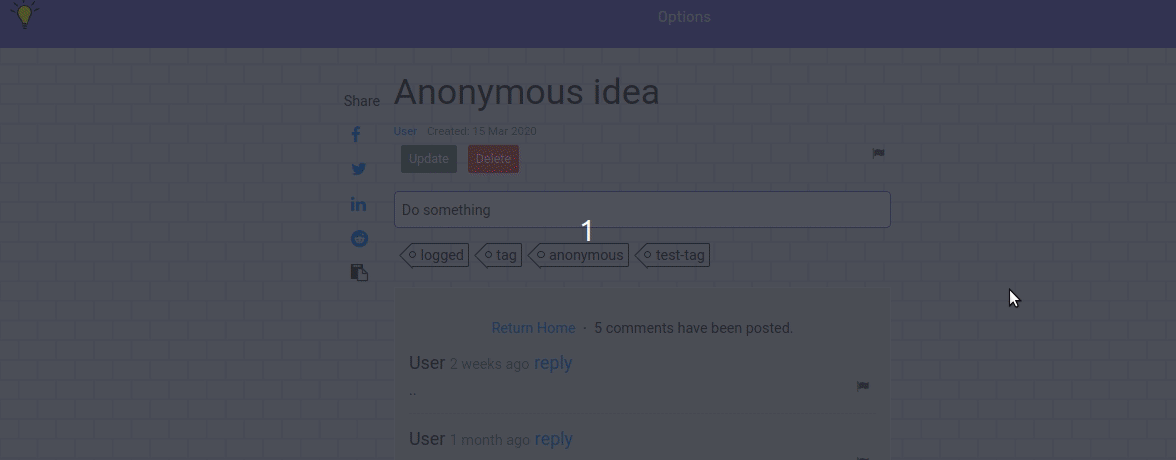 Options
Share
Anonymous idea
User Created: 15 Mar 2020
Update Delete
Do something
1
logged tag anonymous test-tag
Return Home · 5 comments have been posted.
User 2 weeks ago reply
..
User 1 month ago reply